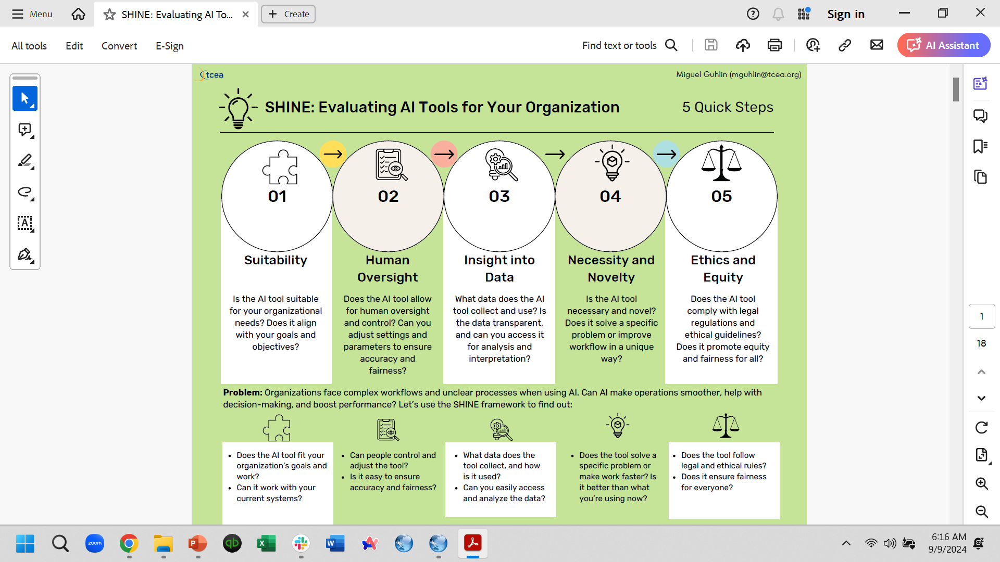 Menu
SHINE: Evaluating AI To...
Create
Sign in
All tools
Edit
Convert
E-Sign
Find text or tools
AI Assistant
tcea
Miguel Guhlin (mguhlin@tcea.org)
SHINE: Evaluating AI Tools for Your Organization
5 Quick Steps
01
Suitability
Is the AI tool suitable
for your organizational
needs? Does it align
with your goals and
objectives?
02
Human
Oversight
Does the AI tool allow
for human oversight
and control? Can you
adjust settings and
parameters to ensure
accuracy and
fairness?
03
Insight into
Data
What data does the AI
tool collect and use? Is
the data transparent,
and can you access it
for analysis and
interpretation?
04
Necessity and
Novelty
Is the AI tool
necessary and novel?
Does it solve a specific
problem or improve
workflow in a unique
way?
05
Ethics and
Equity
Does the AI tool
comply with legal
regulations and
ethical guidelines?
Does it promote equity
and fairness for all?
Problem: Organizations face complex workflows and unclear processes when using AI. Can AI make operations smoother, help with
decision-making, and boost performance? Let's use the SHINE framework to find out:
• Does the AI tool fit your
organization's goals and
work?
• Can it work with your
current systems?
• Can people control and
adjust the tool?
• Is it easy to ensure
accuracy and fairness?
• What data does the
tool collect, and how
is it used?
• Can you easily access
and analyze the data?
• Does the tool solve a
specific problem or
make work faster? Is
it better than what
you're using now?
• Does the tool follow
legal and ethical rules?
• Does it ensure fairness
for everyone?
1
18
zoom
P
qb
X
W
6:16 AM
9/9/2024